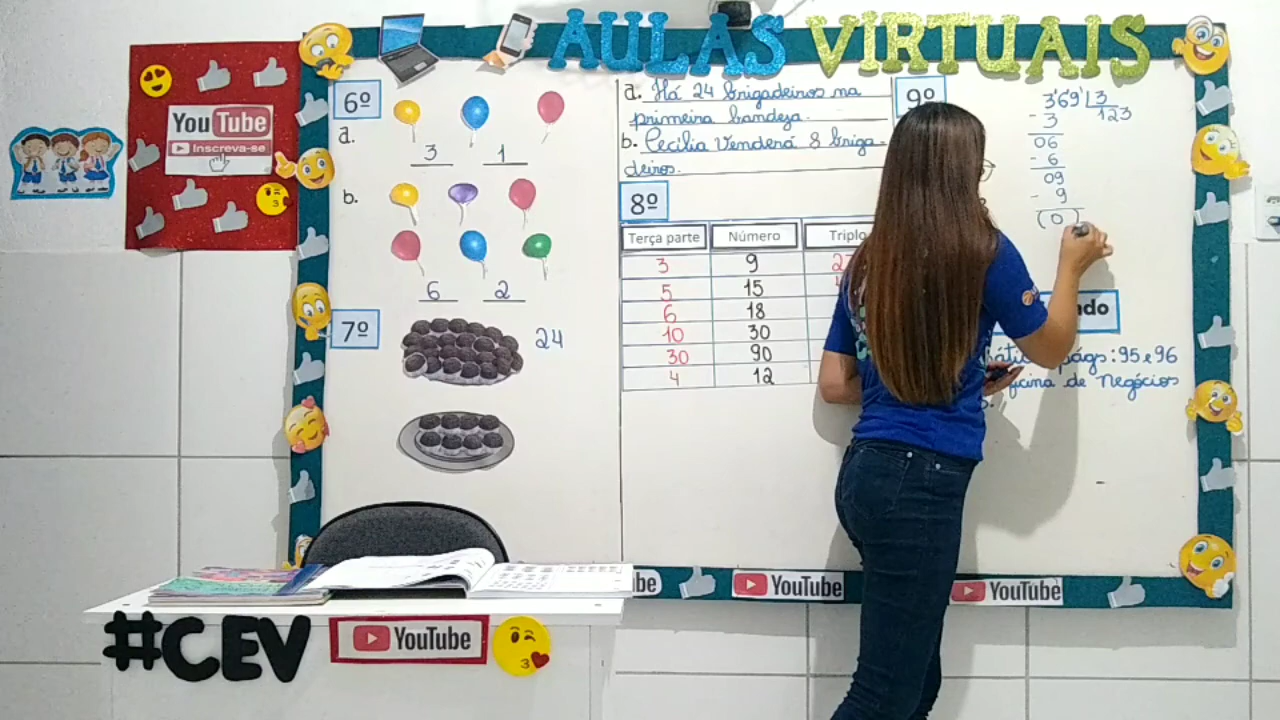 AULAS VIRTUAIS
YouTube
Inscreva-se
6º
a.
3 1
b.
6 2
7º
24
a. Há 24 brigadeiros na
primeira bandeja.
b. Cecília Venderá 8 briga-
deiros.
8º
Terça parte Número Triplo
3 9
5 15
6 18
10 30
30 90
4 12
9º
3'69' 3
- 3 123
06
- 6
09
- 9
(0)
págs: 95 e 96
de Negócios
YouTube
YouTube
#CEV
YouTube